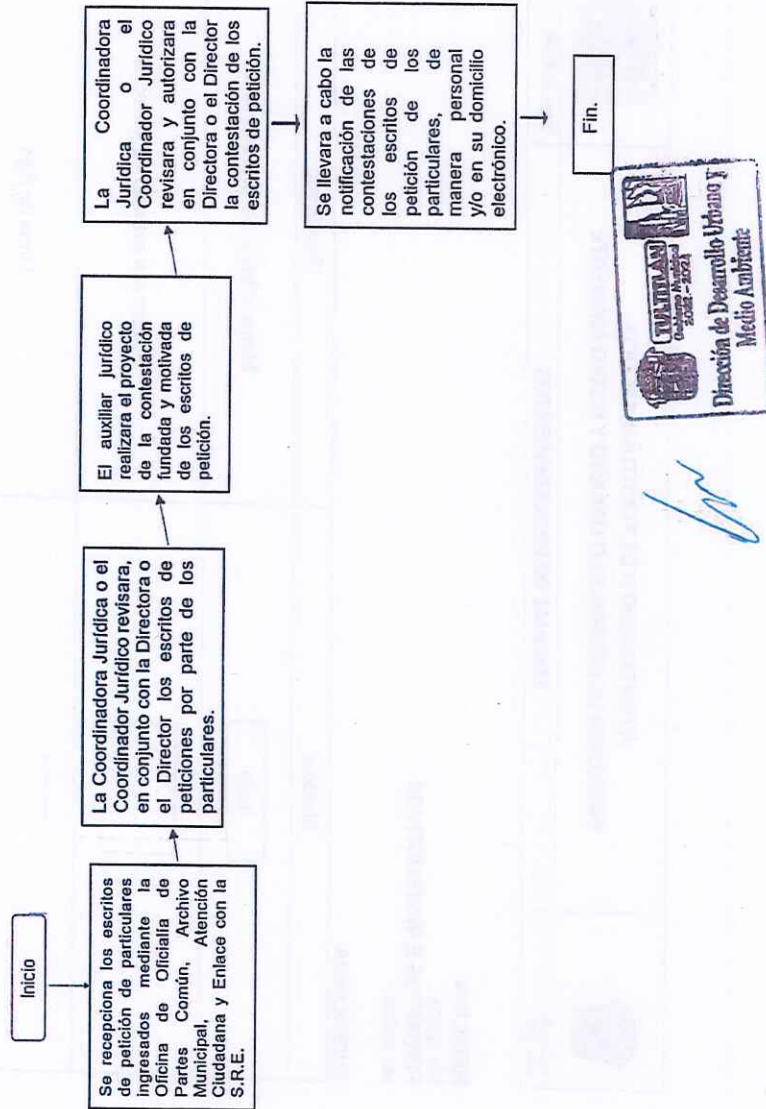 Inicio
Se recepciona los escritos
de petición de particulares
ingresados mediante la
Oficina de Oficialía de
Partes Común, Archivo
Municipal, Atención
Ciudadana y Enlace con la
S.R.E.
La Coordinadora Jurídica o el
Coordinador Jurídico revisara,
en conjunto con la Directora o
el Director los escritos de
peticiones por parte de los
particulares.
El auxiliar jurídico
realizara el proyecto
de la contestación
fundada y motivada
de los escritos de
petición.
La Coordinadora
Jurídica o el
Coordinador Jurídico
revisara y autorizara
en conjunto con la
Directora o el Director
la contestación de los
escritos de petición.
Se llevara a cabo la
notificación de las
contestaciones de
los escritos de
petición de los
particulares, de
manera personal
y/o en su domicilio
electrónico.
Fin.
TULTITLÁN
Gobierno Municipal
2022 - 2024
Dirección de Desarrollo Urbano y
Medio Ambiente